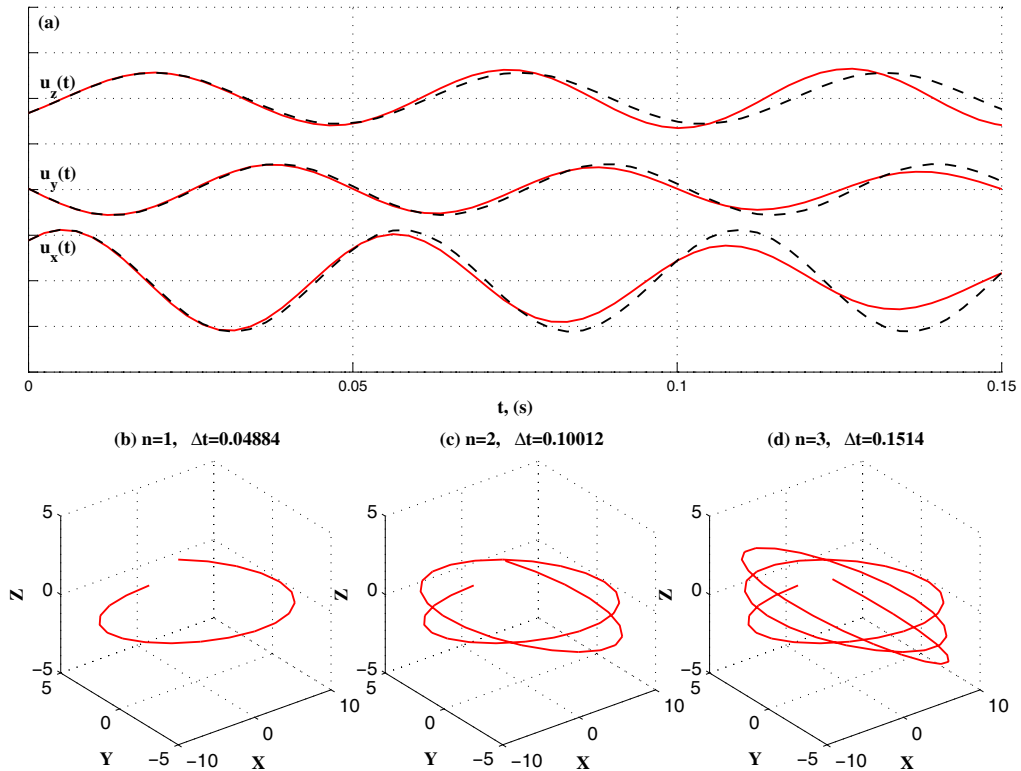 (a)
u_z(t)
u_y(t)
u_x(t)
0 0.05 0.1 0.15
t, (s)
(b) n=1, Δt=0.04884
(c) n=2, Δt=0.10012
(d) n=3, Δt=0.1514
5 5 5
Z 0 Z 0 Z 0
−5 −5 −5
5 10 5 10 5 10
0 0 0 0 0 0
Y −5 −10 X Y −5 −10 X Y −5 −10 X